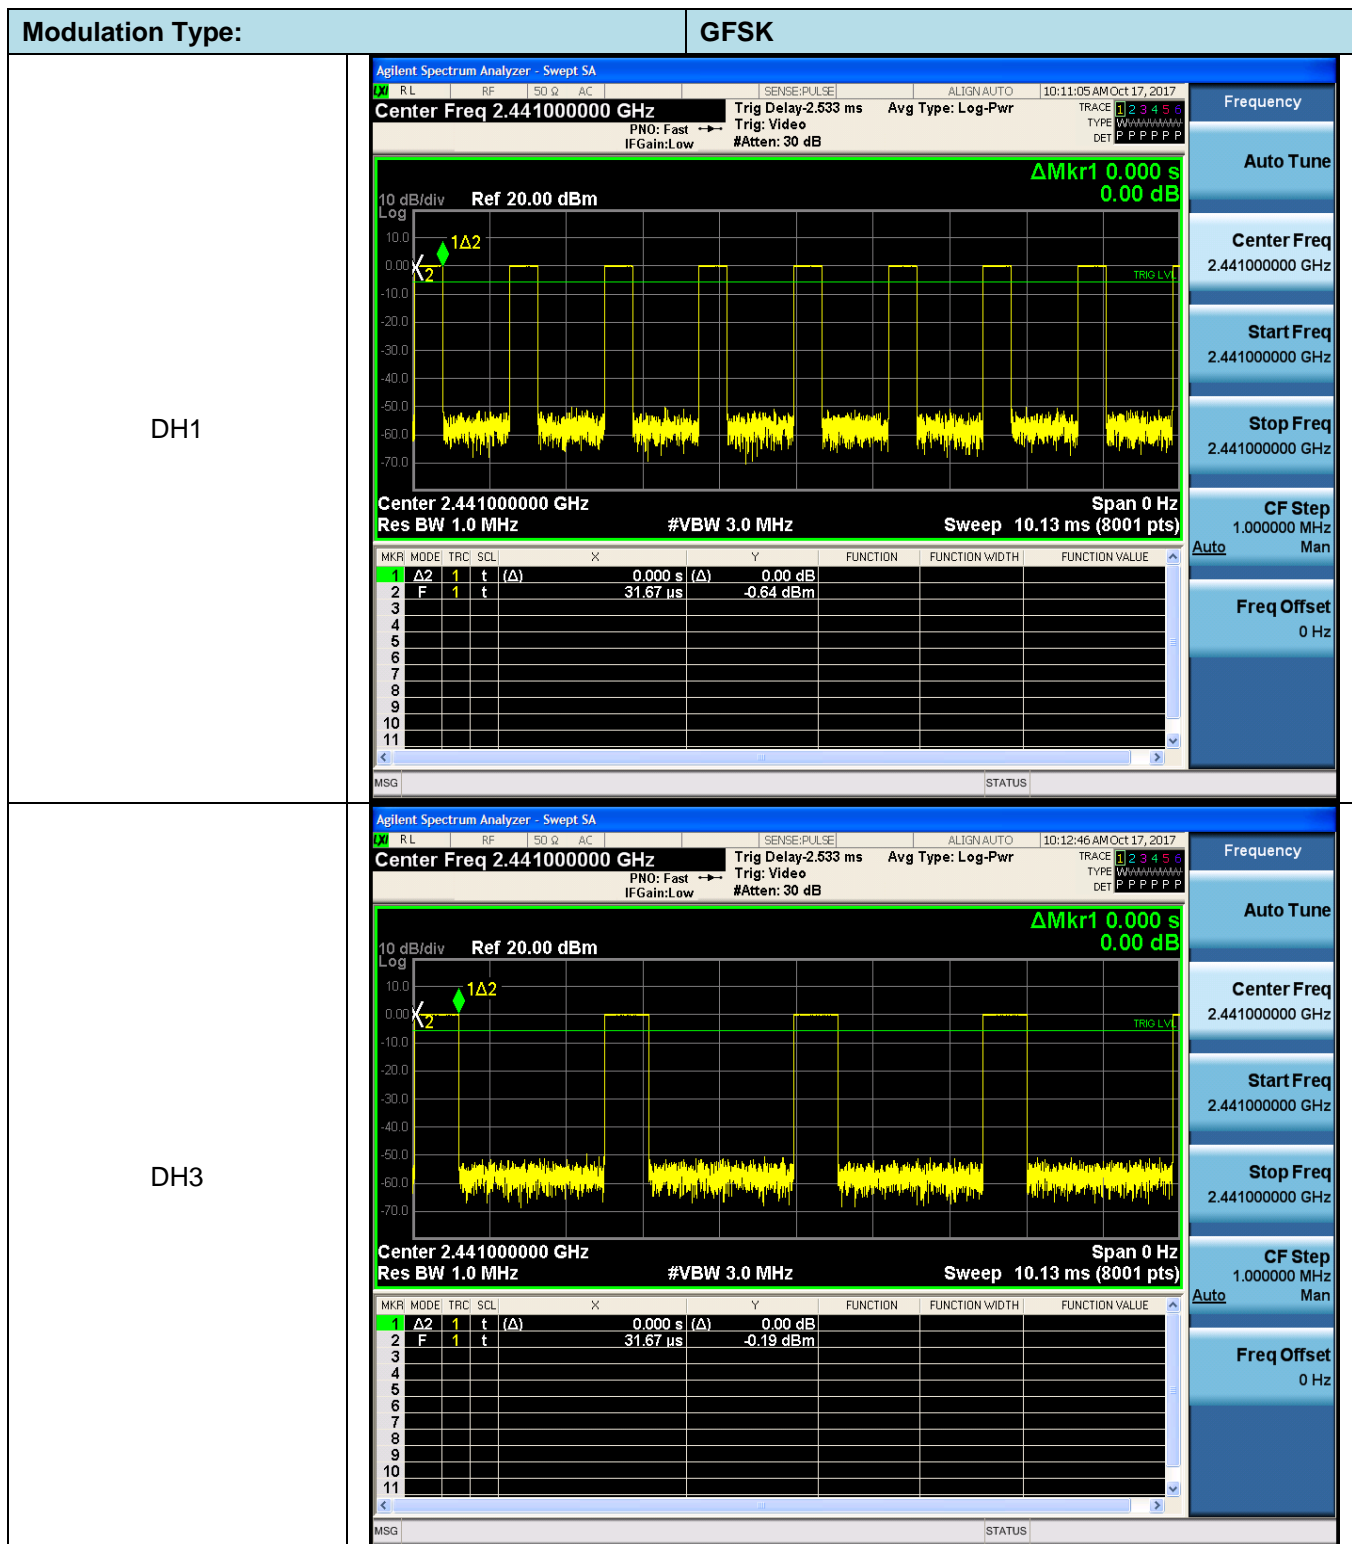 Modulation Type: GFSK
DH1
Agilent Spectrum Analyzer - Swept SA
LXI RL RF 50 Ω AC SENSE:PULSE ALIGN AUTO 10:11:05 AM Oct 17, 2017
Center Freq 2.441000000 GHz Trig Delay-2.533 ms Avg Type: Log-Pwr TRACE 1 2 3 4 5 6
PNO: Fast Trig: Video TYPE WWWWWW
IFGain:Low #Atten: 30 dB DET P P P P P P
Frequency
Auto Tune
Center Freq
2.441000000 GHz
Start Freq
2.441000000 GHz
Stop Freq
2.441000000 GHz
CF Step
1.000000 MHz
Auto Man
Freq Offset
0 Hz
ΔMkr1 0.000 s
0.00 dB
10 dB/div Ref 20.00 dBm
Log
10.0
0.00
-10.0
-20.0
-30.0
-40.0
-50.0
-60.0
-70.0
1Δ2
2
TRIG LVL
Center 2.441000000 GHz Span 0 Hz
Res BW 1.0 MHz #VBW 3.0 MHz Sweep 10.13 ms (8001 pts)
MKR MODE TRC SCL X Y FUNCTION FUNCTION WIDTH FUNCTION VALUE
1 Δ2 1 t (Δ) 0.000 s (Δ) 0.00 dB
2 F 1 t 31.67 µs -0.64 dBm
3
4
5
6
7
8
9
10
11
MSG STATUS
DH3
Agilent Spectrum Analyzer - Swept SA
LXI RL RF 50 Ω AC SENSE:PULSE ALIGN AUTO 10:12:46 AM Oct 17, 2017
Center Freq 2.441000000 GHz Trig Delay-2.533 ms Avg Type: Log-Pwr TRACE 1 2 3 4 5 6
PNO: Fast Trig: Video TYPE WWWWWW
IFGain:Low #Atten: 30 dB DET P P P P P P
Frequency
Auto Tune
Center Freq
2.441000000 GHz
Start Freq
2.441000000 GHz
Stop Freq
2.441000000 GHz
CF Step
1.000000 MHz
Auto Man
Freq Offset
0 Hz
ΔMkr1 0.000 s
0.00 dB
10 dB/div Ref 20.00 dBm
Log
10.0
0.00
-10.0
-20.0
-30.0
-40.0
-50.0
-60.0
-70.0
1Δ2
2
TRIG LVL
Center 2.441000000 GHz Span 0 Hz
Res BW 1.0 MHz #VBW 3.0 MHz Sweep 10.13 ms (8001 pts)
MKR MODE TRC SCL X Y FUNCTION FUNCTION WIDTH FUNCTION VALUE
1 Δ2 1 t (Δ) 0.000 s (Δ) 0.00 dB
2 F 1 t 31.67 µs -0.19 dBm
3
4
5
6
7
8
9
10
11
MSG STATUS